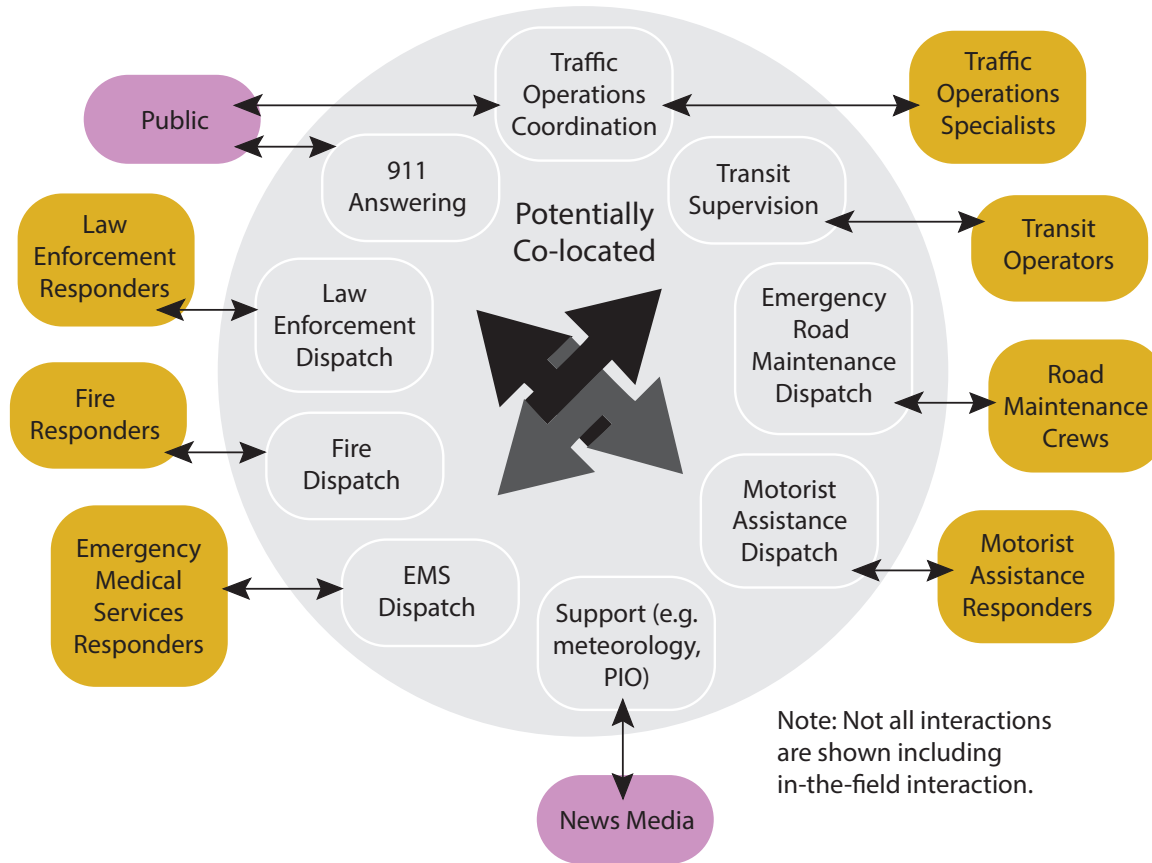 Public
Traffic
Operations
Coordination
Traffic
Operations
Specialists
911
Answering
Transit
Supervision
Potentially
Co-located
Law
Enforcement
Responders
Transit
Operators
Law
Enforcement
Dispatch
Emergency
Road
Maintenance
Dispatch
Fire
Responders
Road
Maintenance
Crews
Fire
Dispatch
Motorist
Assistance
Dispatch
Emergency
Medical
Services
Responders
EMS
Dispatch
Motorist
Assistance
Responders
Support (e.g.
meteorology,
PIO)
Note: Not all interactions
are shown including
in-the-field interaction.
News Media